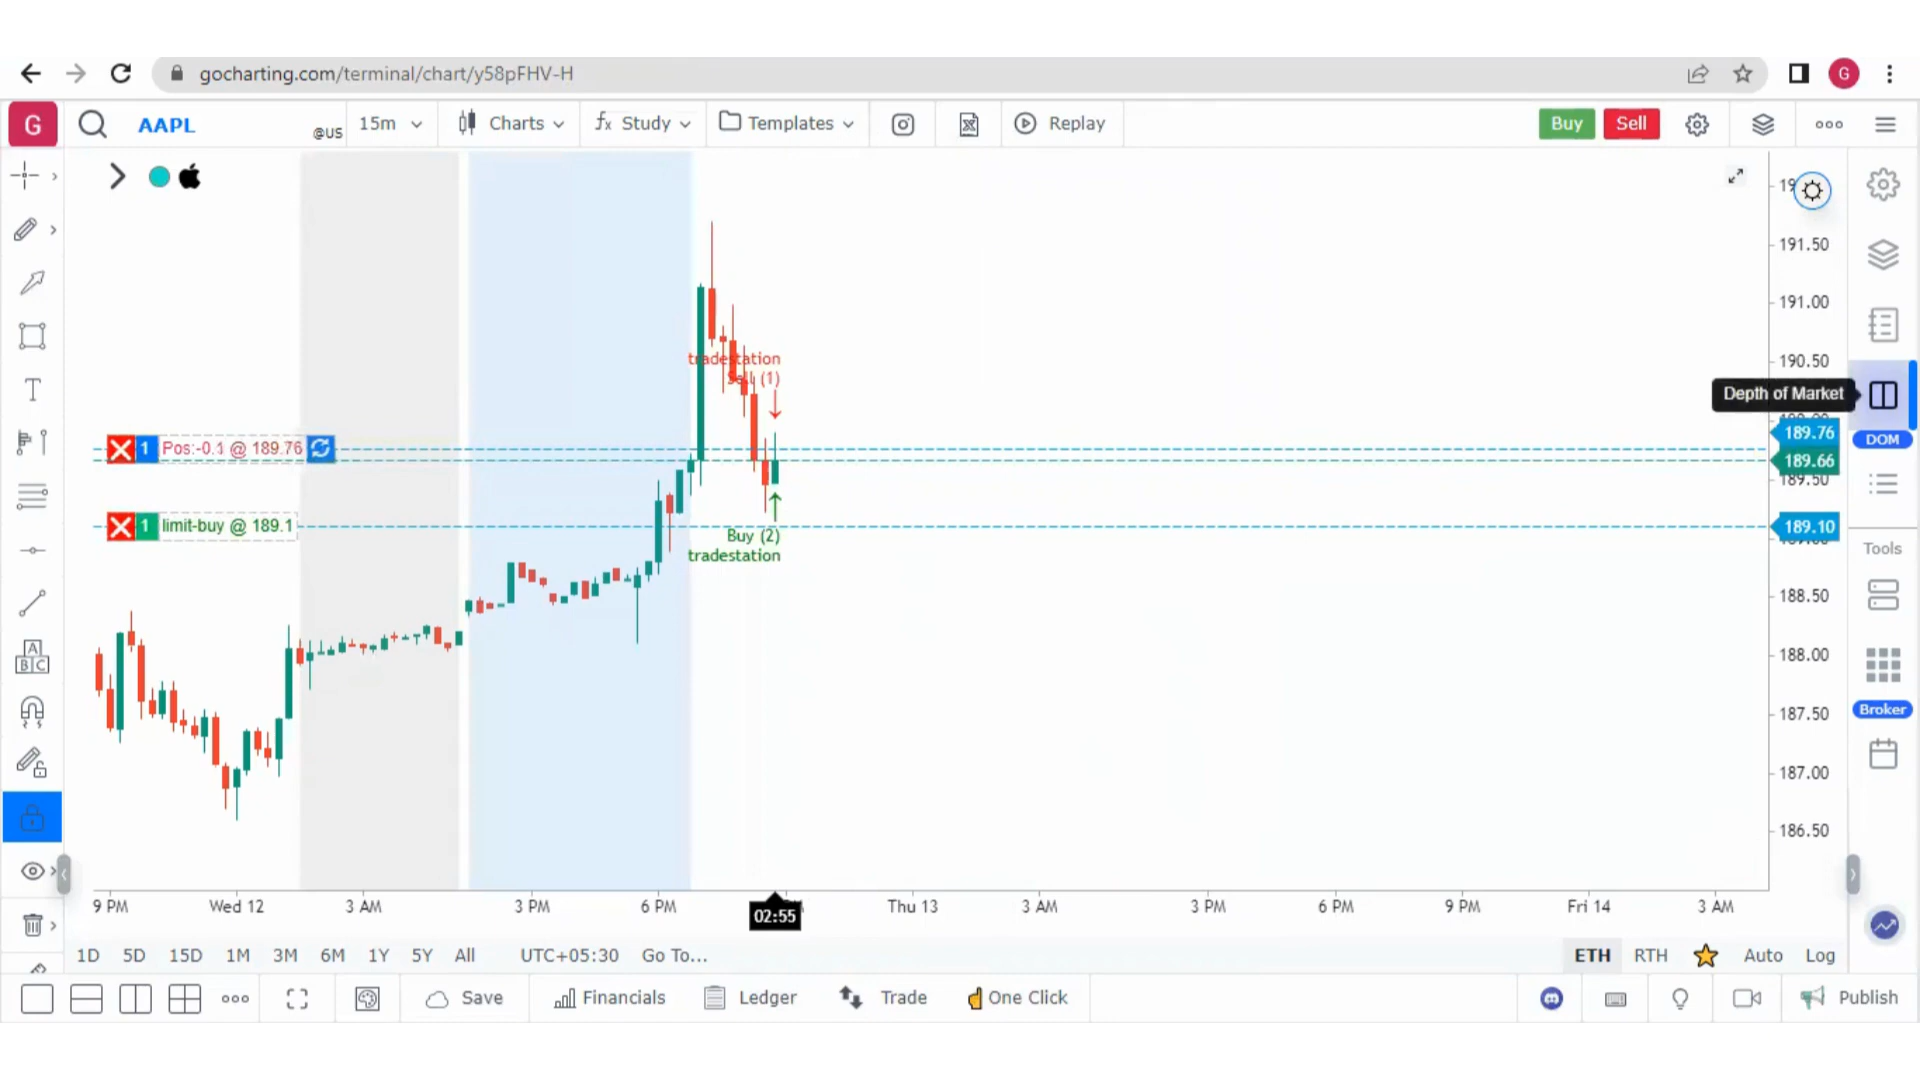 gocharting.com/terminal/chart/y58pFHV-H
G
G
AAPL
@US
15m
Charts
fx Study
Templates
Replay
Buy
Sell
191.50
191.00
190.50
tradestation
Sell (1)
Depth of Market
189.76
DOM
1 Pos:-0.1 @ 189.76
189.66
189.50
1 limit-buy @ 189.1
189.10
Buy (2)
tradestation
Tools
188.50
188.00
187.50
Broker
187.00
186.50
T
A
B C
9 PM
Wed 12
3 AM
3 PM
6 PM
02:55
Thu 13
3 AM
3 PM
6 PM
9 PM
Fri 14
3 AM
1D
5D
15D
1M
3M
6M
1Y
5Y
All
UTC+05:30
Go To...
ETH
RTH
Auto
Log
Save
Financials
Ledger
Trade
One Click
Publish